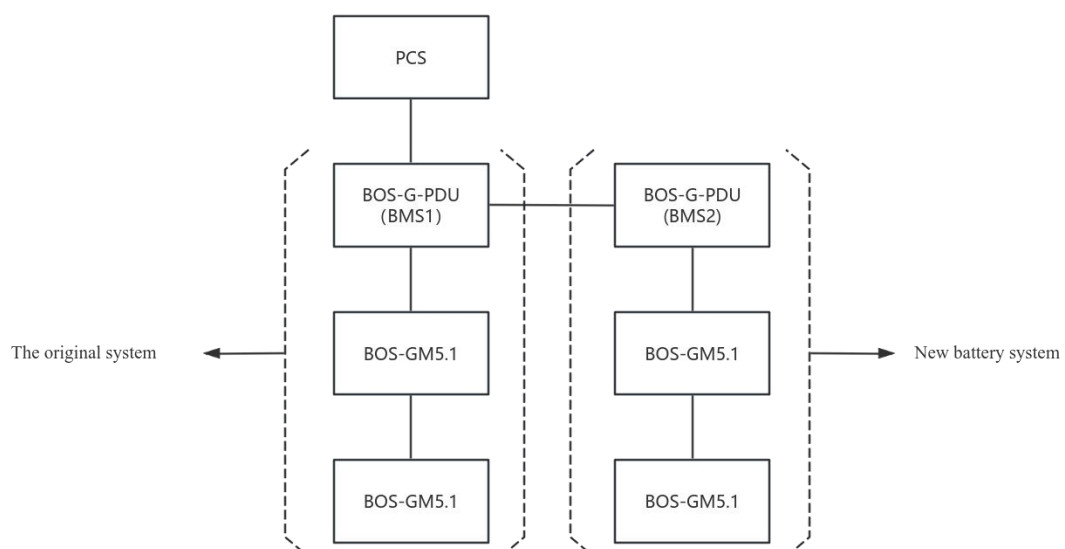 PCS
BOS-G-PDU
(BMS1)
BOS-G-PDU
(BMS2)
BOS-GM5.1
BOS-GM5.1
The original system
New battery system
BOS-GM5.1
BOS-GM5.1